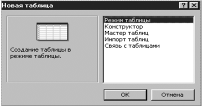 Новая таблица
Создание таблицы в
режиме таблицы.
Режим таблицы
Конструктор
Мастер таблиц
Импорт таблиц
Связь с таблицами
OK
Отмена